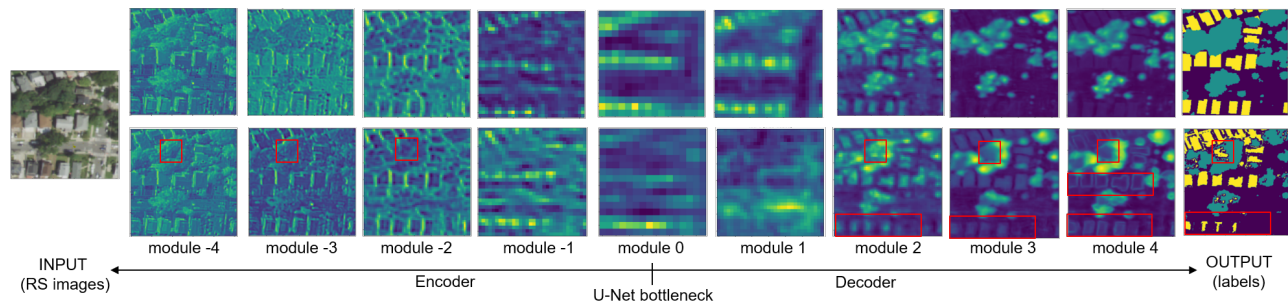 module -4
module -3
module -2
module -1
module 0
module 1
module 2
module 3
module 4
INPUT
(RS images)
Encoder
U-Net bottleneck
Decoder
OUTPUT
(labels)